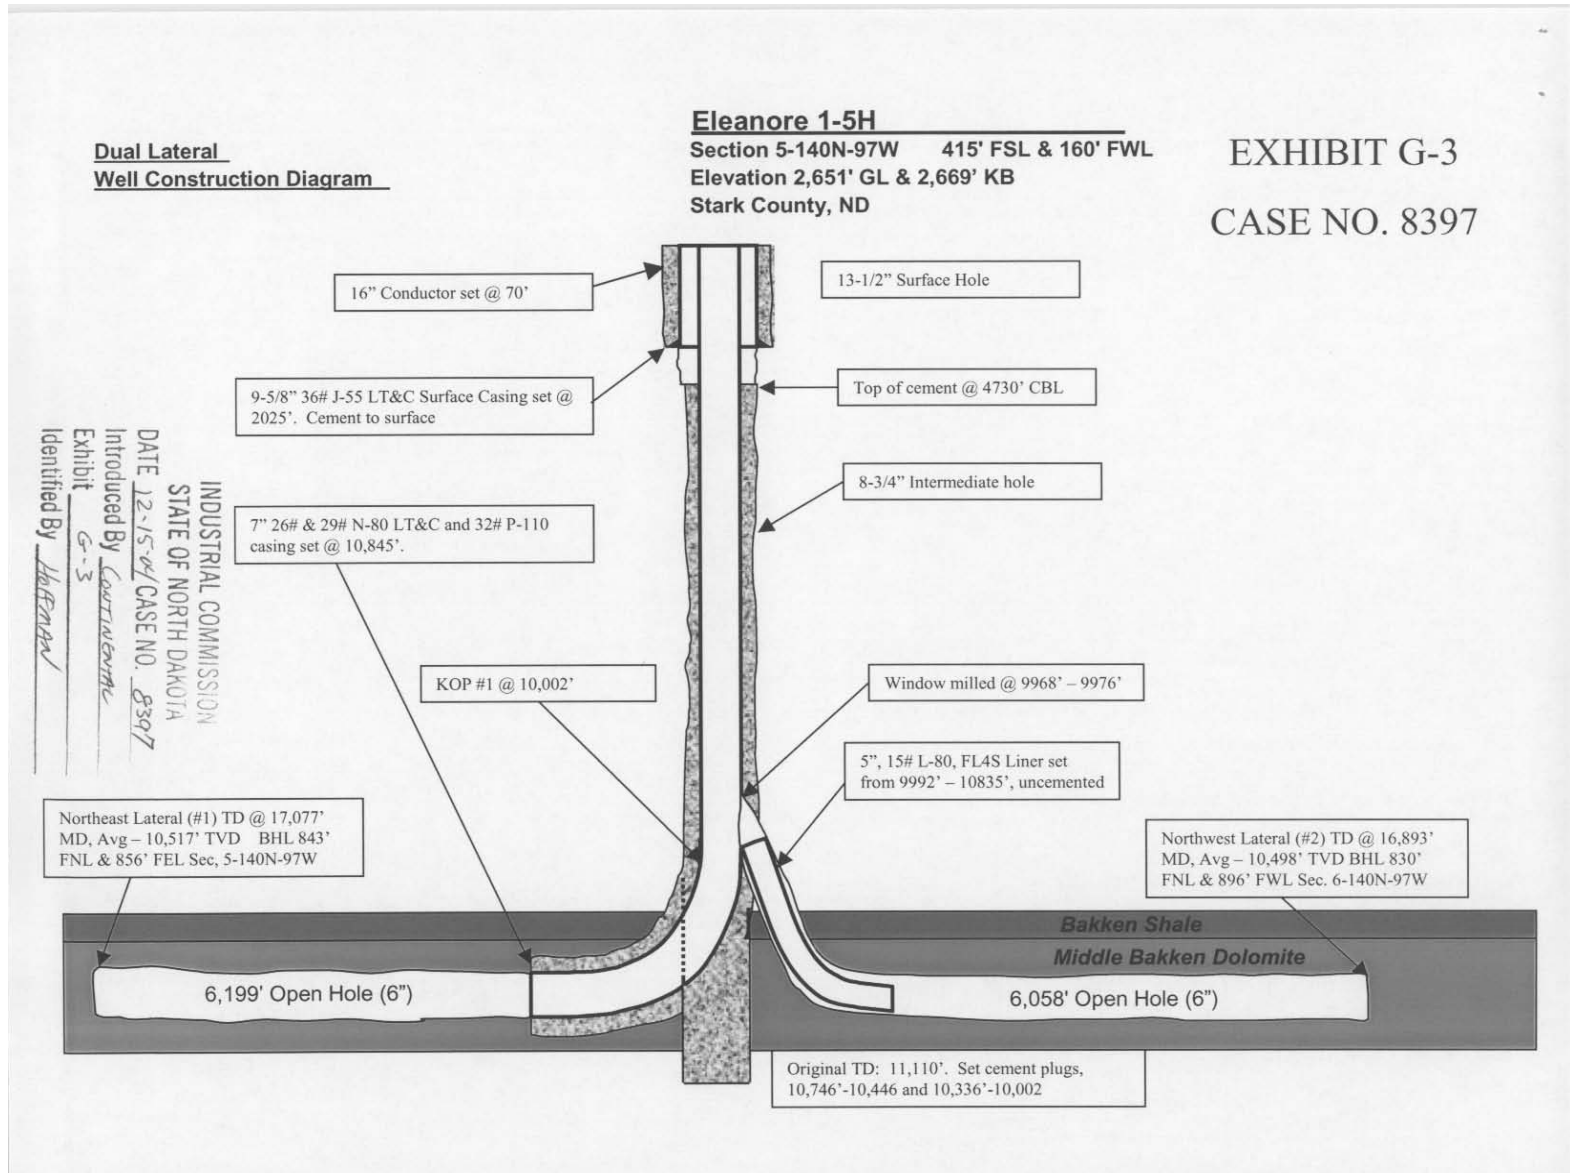 Dual Lateral
Well Construction Diagram
Eleanore 1-5H
Section 5-140N-97W 415' FSL & 160' FWL
Elevation 2,651' GL & 2,669' KB
Stark County, ND
EXHIBIT G-3
CASE NO. 8397
16” Conductor set @ 70’
13-1/2” Surface Hole
9-5/8” 36# J-55 LT&C Surface Casing set @
2025’. Cement to surface
Top of cement @ 4730’ CBL
8-3/4” Intermediate hole
7” 26# & 29# N-80 LT&C and 32# P-110
casing set @ 10,845’.
INDUSTRIAL COMMISSION
STATE OF NORTH DAKOTA
DATE 12-15-04 CASE NO. 8397
Introduced By CONTINENTAL
Exhibit G-3
Identified By HOFFMAN
KOP #1 @ 10,002’
Window milled @ 9968’ – 9976’
5”, 15# L-80, FL4S Liner set
from 9992’ – 10835’, uncemented
Northeast Lateral (#1) TD @ 17,077’
MD, Avg – 10,517’ TVD BHL 843’
FNL & 856’ FEL Sec, 5-140N-97W
Northwest Lateral (#2) TD @ 16,893’
MD, Avg – 10,498’ TVD BHL 830’
FNL & 896’ FWL Sec. 6-140N-97W
Bakken Shale
Middle Bakken Dolomite
6,199' Open Hole (6”)
6,058' Open Hole (6”)
Original TD: 11,110’. Set cement plugs,
10,746’-10,446 and 10,336’-10,002